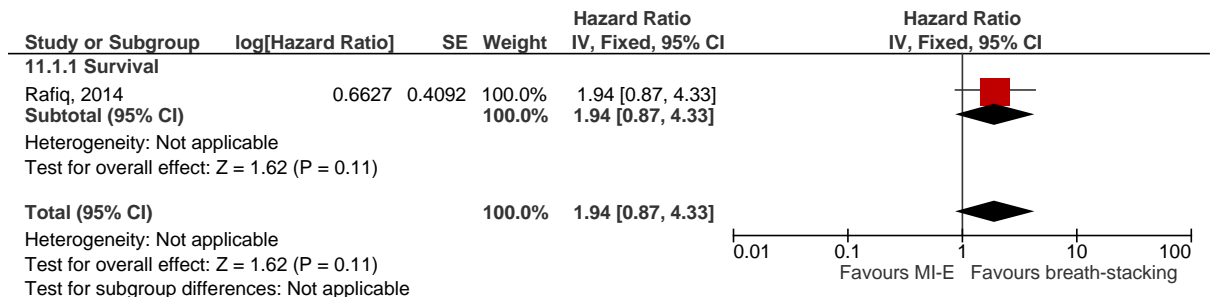 Hazard Ratio Hazard Ratio
Study or Subgroup log[Hazard Ratio] SE Weight IV, Fixed, 95% CI IV, Fixed, 95% CI
11.1.1 Survival
Rafiq, 2014 0.6627 0.4092 100.0% 1.94 [0.87, 4.33]
Subtotal (95% CI) 100.0% 1.94 [0.87, 4.33]
Heterogeneity: Not applicable
Test for overall effect: Z = 1.62 (P = 0.11)
Total (95% CI) 100.0% 1.94 [0.87, 4.33]
Heterogeneity: Not applicable
Test for overall effect: Z = 1.62 (P = 0.11)
Test for subgroup differences: Not applicable
0.01 0.1 1 10 100
Favours MI-E Favours breath-stacking